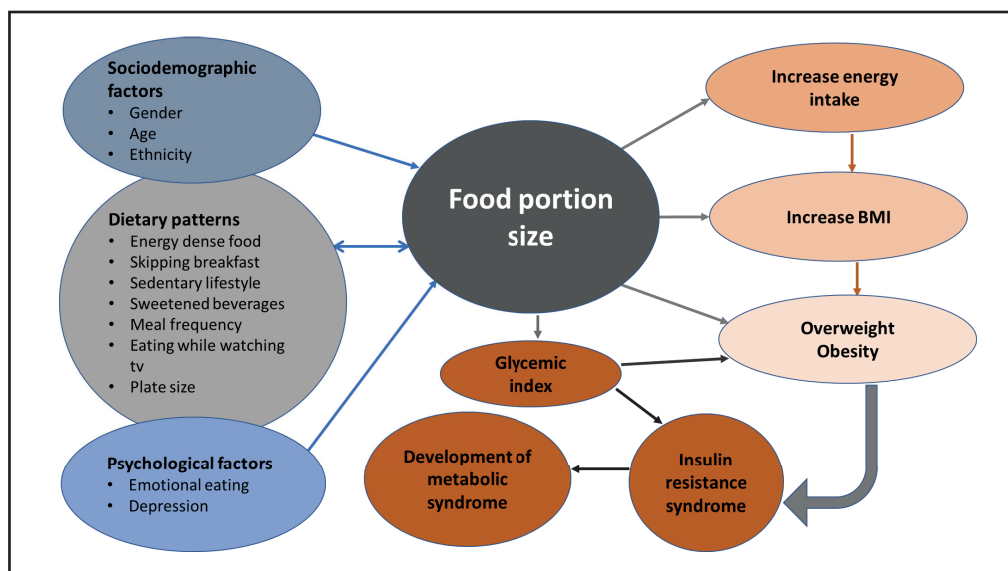 Sociodemographic
factors
• Gender
• Age
• Ethnicity
Dietary patterns
• Energy dense food
• Skipping breakfast
• Sedentary lifestyle
• Sweetened beverages
• Meal frequency
• Eating while watching
tv
• Plate size
Psychological factors
• Emotional eating
• Depression
Food portion
size
Increase energy
intake
Increase BMI
Overweight
Obesity
Glycemic
index
Development of
metabolic
syndrome
Insulin
resistance
syndrome